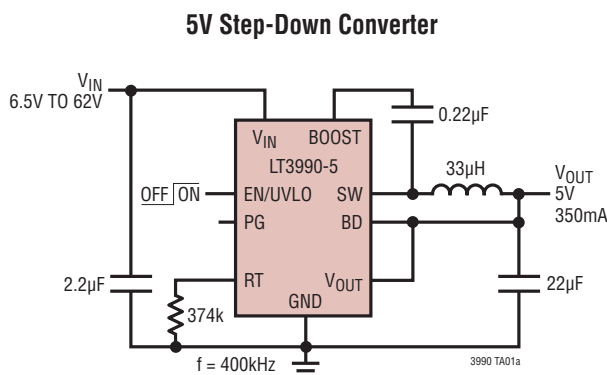 5V Step-Down Converter
VIN
6.5V TO 62V
VIN BOOST
0.22µF
LT3990-5
33µH
VOUT
5V
350mA
OFF ON
EN/UVLO SW
PG BD
2.2µF
RT VOUT
22µF
GND
374k
f = 400kHz
3990 TA01a